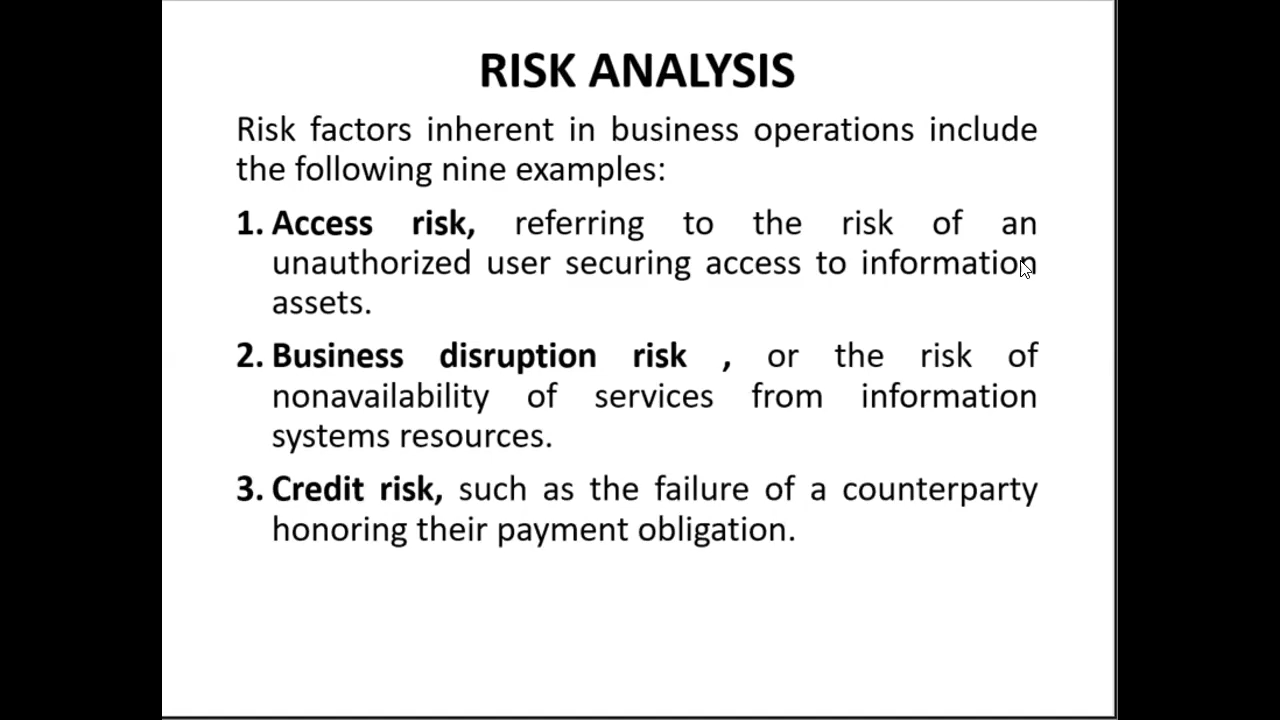 RISK ANALYSIS
Risk factors inherent in business operations include
the following nine examples:
1. Access risk, referring to the risk of an
unauthorized user securing access to information
assets.
2. Business disruption risk , or the risk of
nonavailability of services from information
systems resources.
3. Credit risk, such as the failure of a counterparty
honoring their payment obligation.